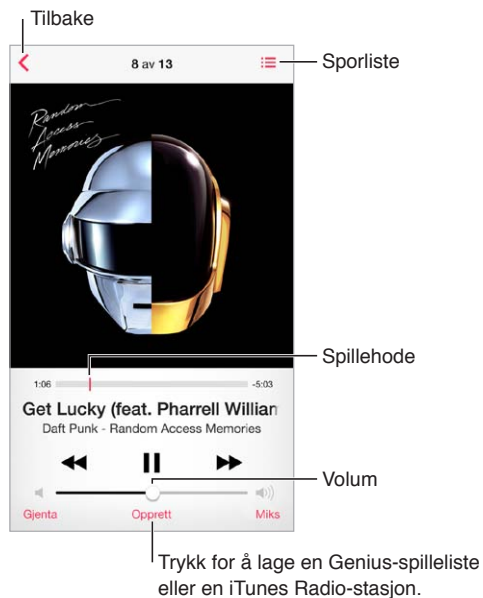 Tilbake
8 av 13
Sporliste
Random
Access
Memories
Spillehode
1:06
-5:03
Get Lucky (feat. Pharrell Willian
Daft Punk - Random Access Memories
Volum
Gjenta
Opprett
Miks
Trykk for å lage en Genius-spilleliste
eller en iTunes Radio-stasjon.